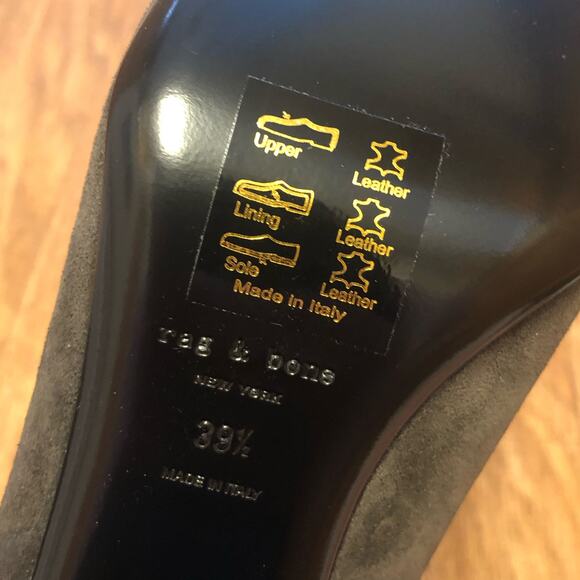 Upper Leather
Lining Leather
Sole Leather
Made in Italy
rag & bone
NEW YORK
39½
MADE IN ITALY